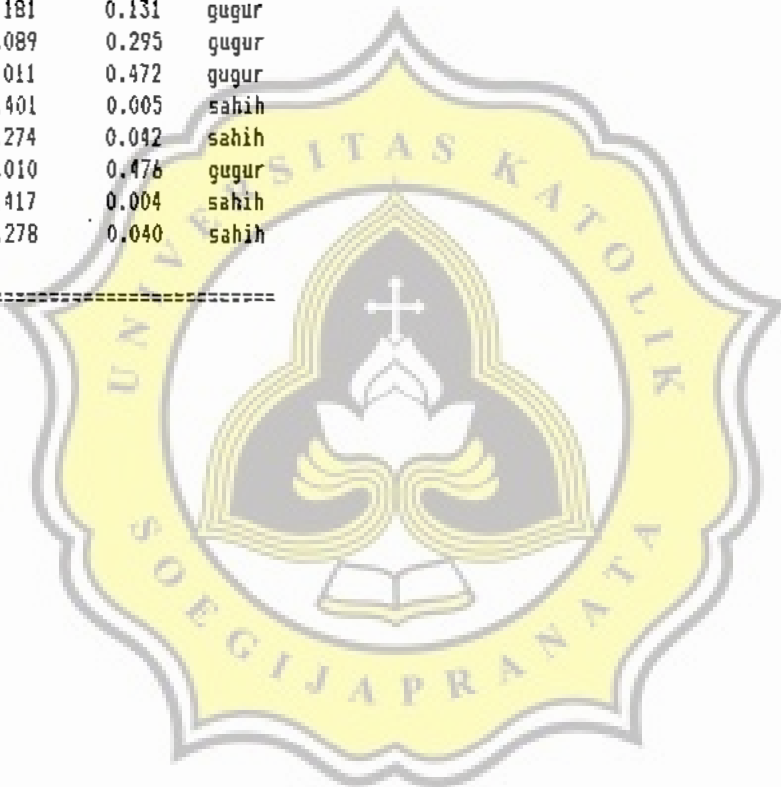 181 0.131 gugur
.089 0.295 gugur
011 0.472 gugur
401 0.005 sahih
274 0.042 sahih
.010 0.476 gugur
417 0.004 sahih
.278 0.040 sahih
UNIVERSITAS KATOLIK
SOEGIJAPRANATA